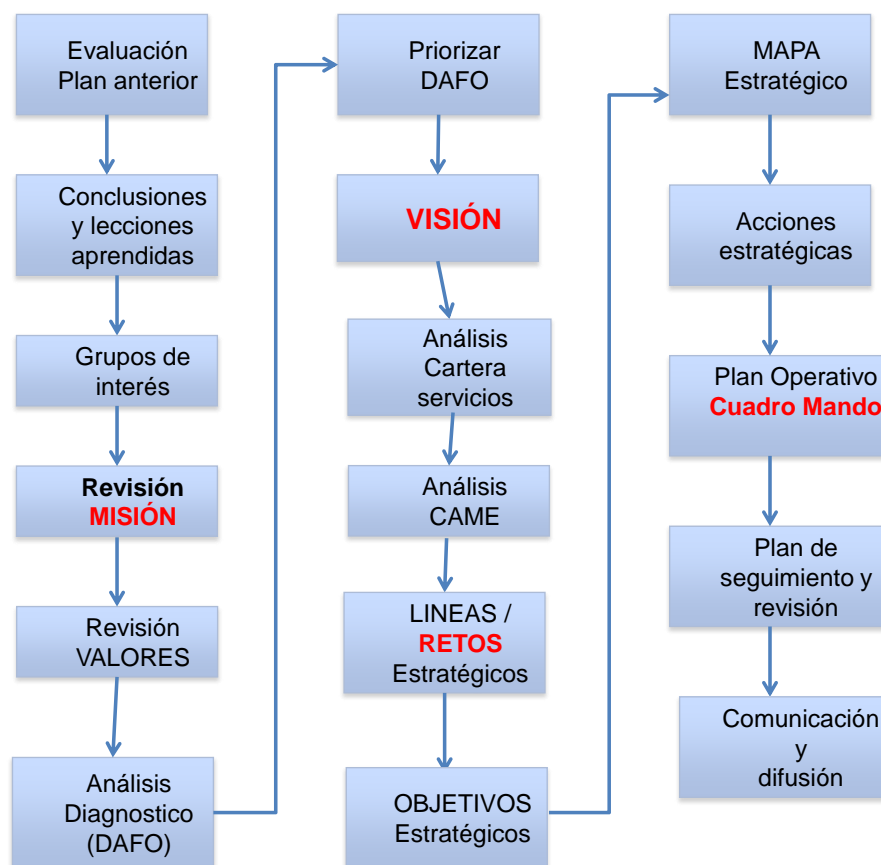 Evaluación
Plan anterior
Conclusiones
y lecciones
aprendidas
Grupos de
interés
Revisión
MISIÓN
Revisión
VALORES
Análisis
Diagnostico
(DAFO)
Priorizar
DAFO
VISIÓN
Análisis
Cartera
servicios
Análisis
CAME
LINEAS /
RETOS
Estratégicos
OBJETIVOS
Estratégicos
MAPA
Estratégico
Acciones
estratégicas
Plan Operativo
Cuadro Mando
Plan de
seguimiento y
revisión
Comunicación
y
difusión